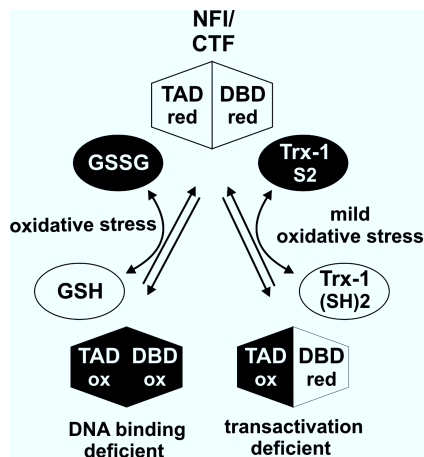 NFI/
CTF
TAD DBD
red red
GSSG
Trx-1
S2
oxidative stress
mild
oxidative stress
GSH
Trx-1
(SH)2
TAD DBD
ox ox
TAD DBD
ox red
DNA binding
deficient
transactivation
deficient